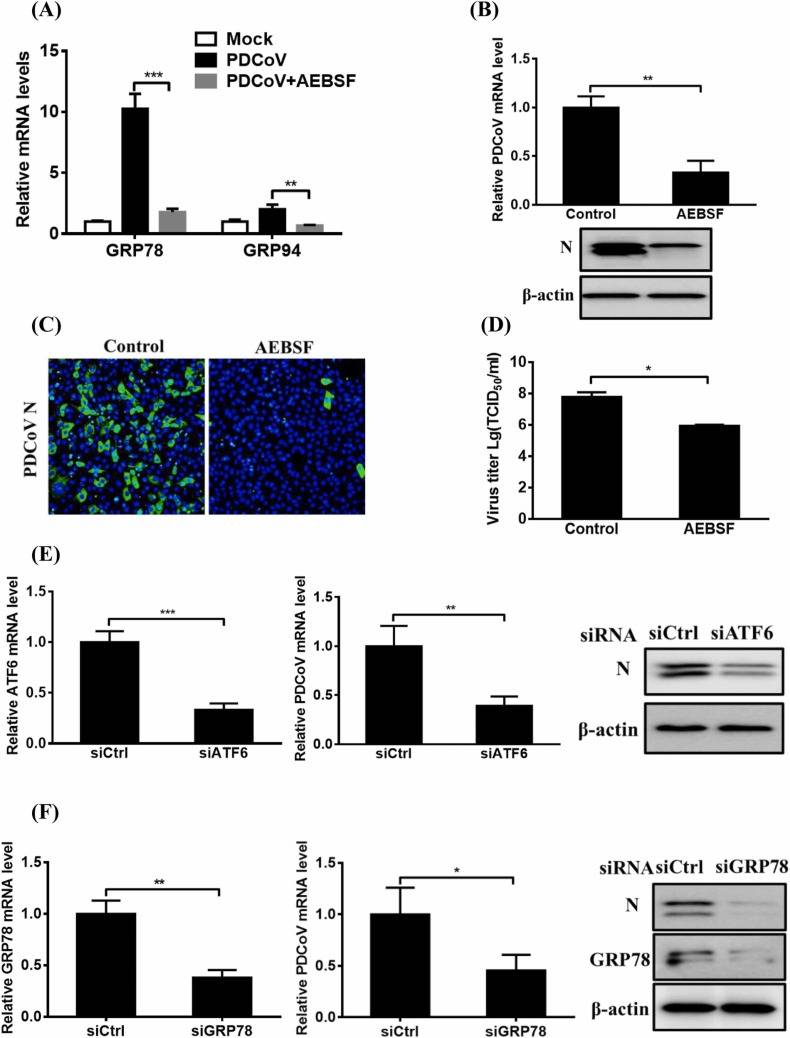 (A)
Relative mRNA levels
15
10
5
0
Mock
PDCoV
PDCoV+AEBSF
***
**
GRP78
GRP94
(B)
Relative PDCoV mRNA level
1.5
1.0
0.5
0.0
**
Control
AEBSF
N
β-actin
(C)
Control
AEBSF
PDCoV N
(D)
Virus titer Lg(TCID50/ml)
10
8
6
4
2
0
*
Control
AEBSF
(E)
Relative ATF6 mRNA level
1.5
1.0
0.5
0.0
***
siCtrl
siATF6
Relative PDCoV mRNA level
1.5
1.0
0.5
0.0
**
siCtrl
siATF6
siRNA siCtrl siATF6
N
β-actin
(F)
Relative GRP78 mRNA level
1.5
1.0
0.5
0.0
**
siCtrl
siGRP78
Relative PDCoV mRNA level
1.5
1.0
0.5
0.0
*
siCtrl
siGRP78
siRNA siCtrl siGRP78
N
GRP78
β-actin